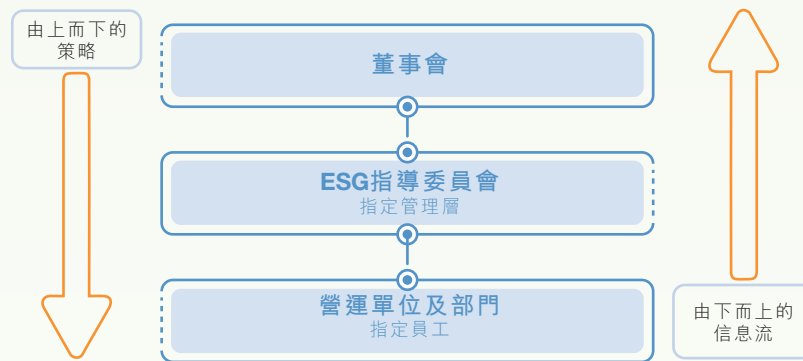 由上而下的
策略
董事會
ESG指導委員會
指定管理層
營運單位及部門
指定員工
由下而上的
信息流